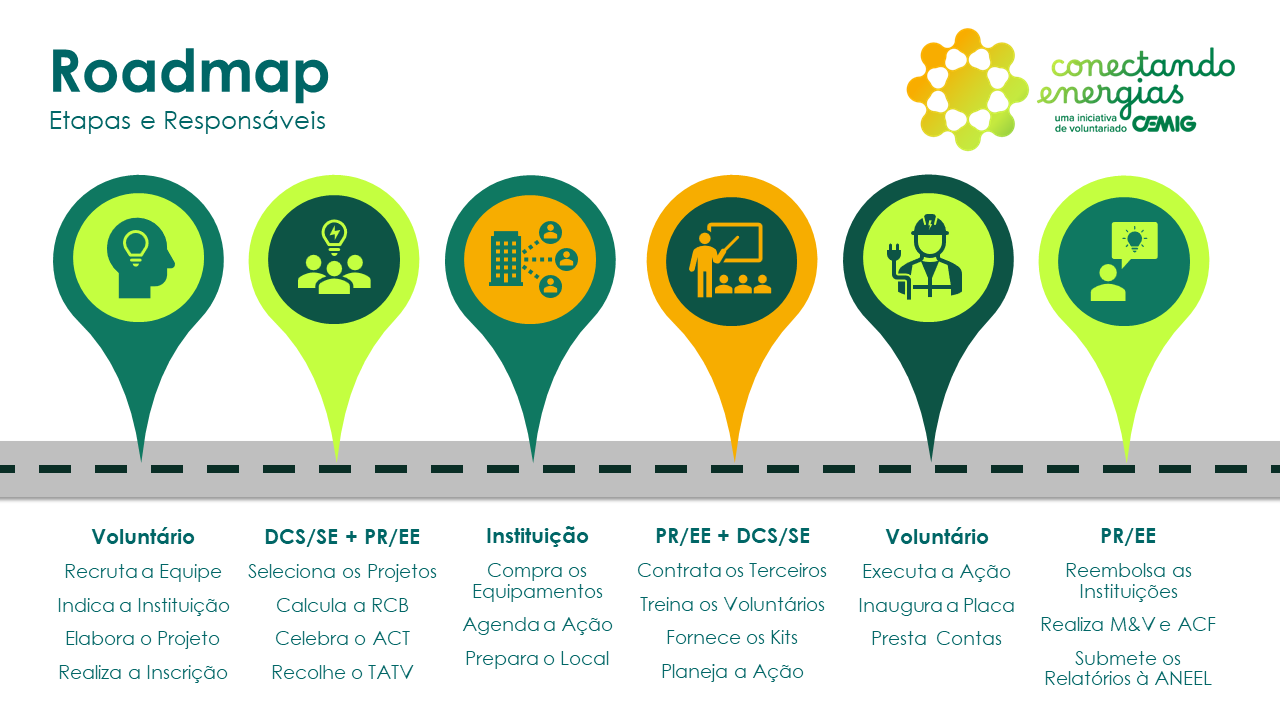 Roadmap
Etapas e Responsáveis
conectando
energias
uma iniciativa
de voluntariado CEMIG
Voluntário
Recruta a Equipe
Indica a Instituição
Elabora o Projeto
Realiza a Inscrição
DCS/SE + PR/EE
Seleciona os Projetos
Calcula a RCB
Celebra o ACT
Recolhe o TATV
Instituição
Compra os
Equipamentos
Agenda a Ação
Prepara o Local
PR/EE + DCS/SE
Contrata os Terceiros
Treina os Voluntários
Fornece os Kits
Planeja a Ação
Voluntário
Executa a Ação
Inaugura a Placa
Presta Contas
PR/EE
Reembolsa as
Instituições
Realiza M&V e ACF
Submete os
Relatórios à ANEEL